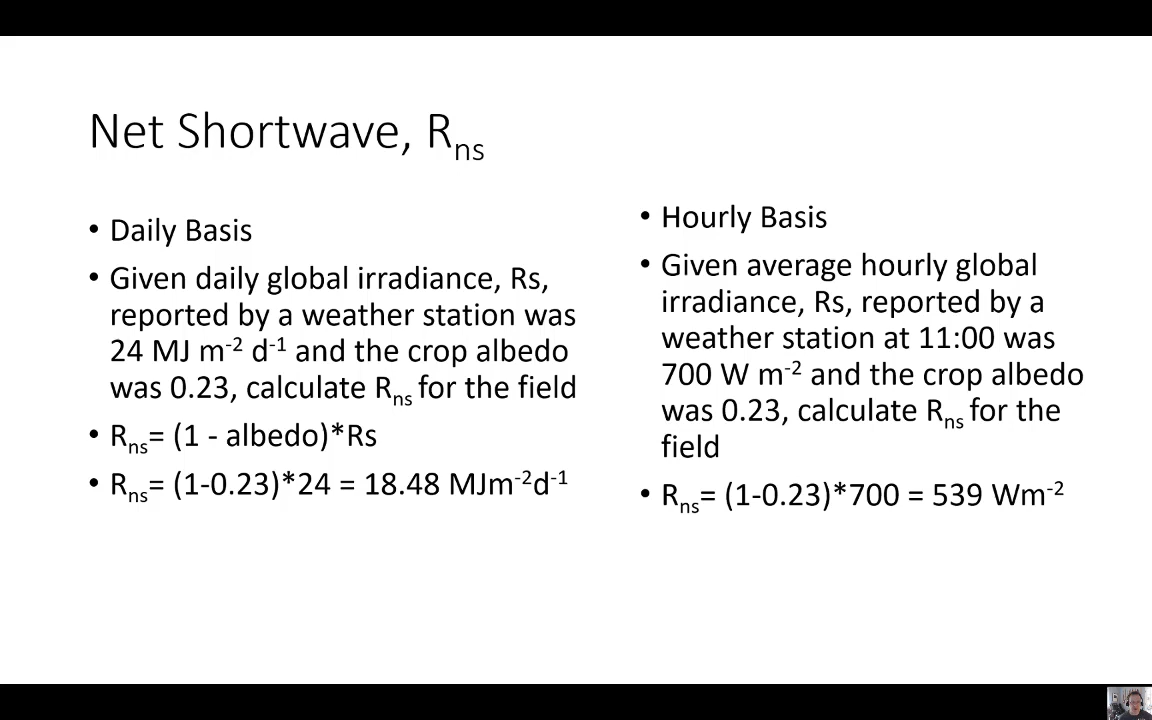 Net Shortwave, Rns
• Daily Basis
• Given daily global irradiance, Rs,
reported by a weather station was
24 MJ m-2 d-1 and the crop albedo
was 0.23, calculate Rns for the field
• Rns= (1 - albedo)*Rs
• Rns= (1-0.23)*24 = 18.48 MJm-2d-1
• Hourly Basis
• Given average hourly global
irradiance, Rs, reported by a
weather station at 11:00 was
700 W m-2 and the crop albedo
was 0.23, calculate Rns for the
field
• Rns= (1-0.23)*700 = 539 Wm-2